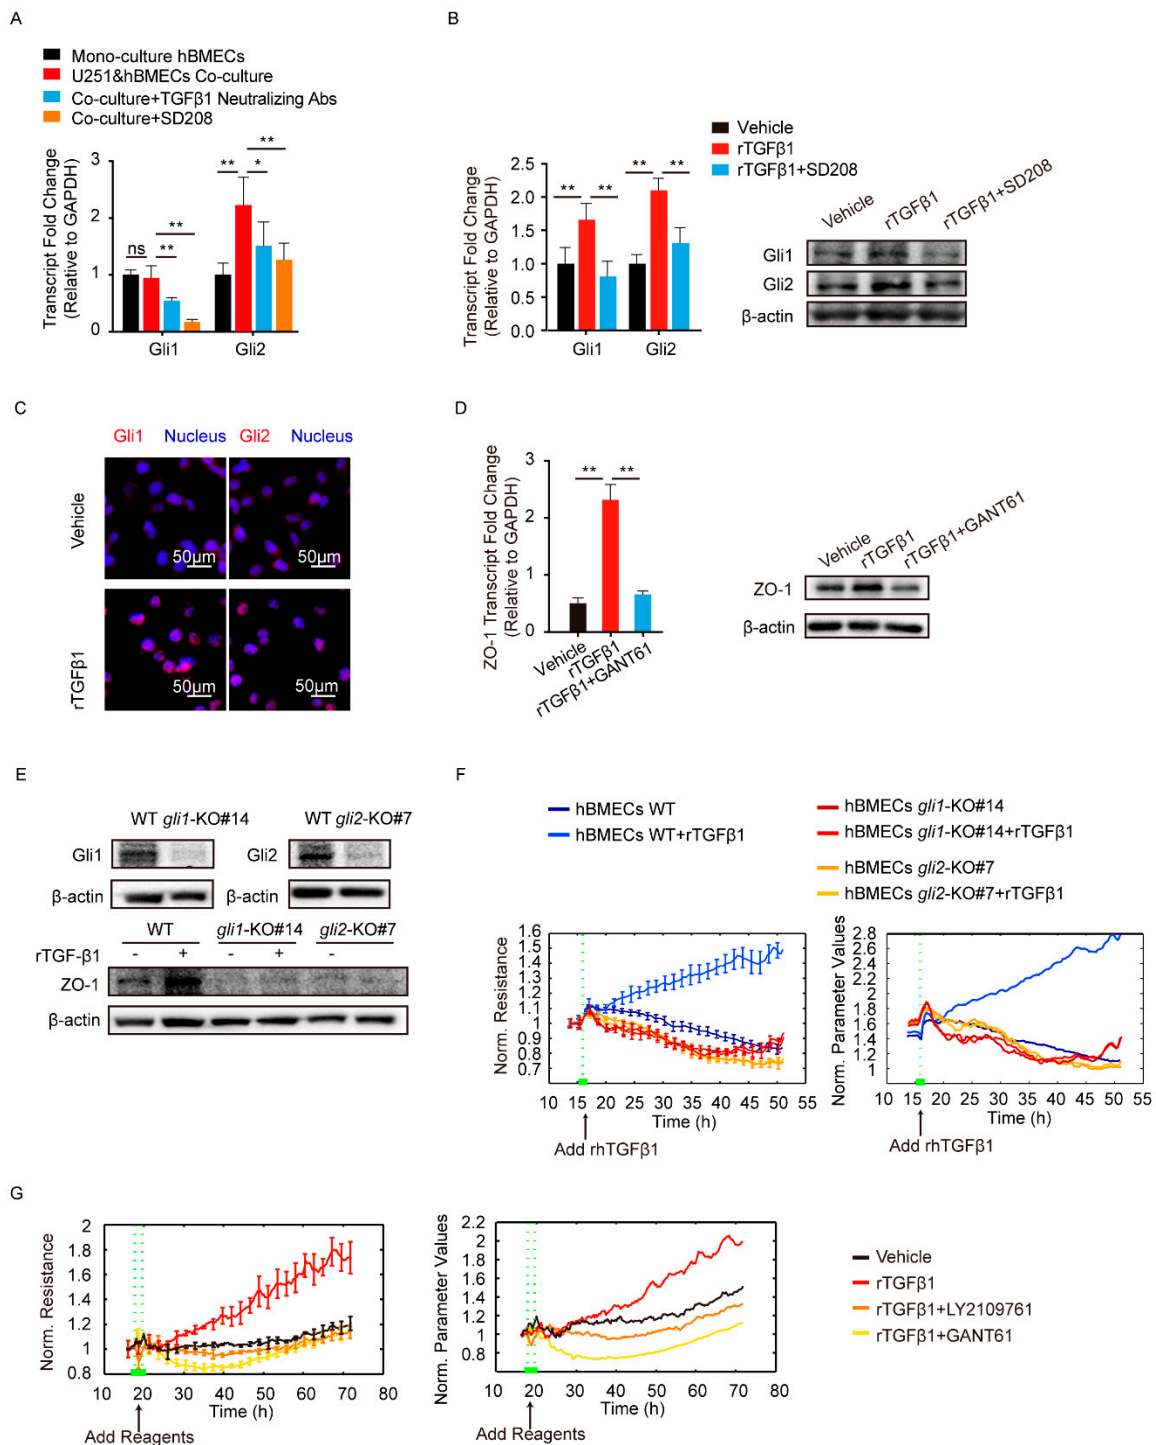 A
Mono-culture hBMECs
U251&hBMECs Co-culture
Co-culture+TGFβ1 Neutralizing Abs
Co-culture+SD208
Transcript Fold Change
(Relative to GAPDH)
3
2
1
0
ns
**
**
**
*
**
Gli1
Gli2
B
Vehicle
rTGFβ1
rTGFβ1+SD208
Transcript Fold Change
(Relative to GAPDH)
2.5
2.0
1.5
1.0
0.5
0.0
**
**
**
**
Gli1
Gli2
Vehicle
rTGFβ1
rTGFβ1+SD208
Gli1
Gli2
β-actin
C
Gli1 Nucleus Gli2 Nucleus
Vehicle
50μm
50μm
rTGFβ1
50μm
50μm
D
ZO-1 Transcript Fold Change
(Relative to GAPDH)
3
2
1
0
**
**
Vehicle
rTGFβ1
rTGFβ1+GANT61
Vehicle
rTGFβ1
rTGFβ1+GANT61
ZO-1
β-actin
E
WT gli1-KO#14
WT gli2-KO#7
Gli1
Gli2
β-actin
β-actin
WT gli1-KO#14 gli2-KO#7
rTGF-β1 - + - + -
ZO-1
β-actin
F
hBMECs WT
hBMECs WT+rTGFβ1
hBMECs gli1-KO#14
hBMECs gli1-KO#14+rTGFβ1
hBMECs gli2-KO#7
hBMECs gli2-KO#7+rTGFβ1
Norm. Resistance
1.6
1.5
1.4
1.3
1.2
1.1
1
0.9
0.8
0.7
10 15 20 25 30 35 40 45 50 55
Time (h)
Add rhTGFβ1
Norm. Parameter Values
2.8
2.6
2.4
2.2
2
1.8
1.6
1.4
1.2
1
10 15 20 25 30 35 40 45 50 55
Time (h)
Add rhTGFβ1
G
Norm. Resistance
2
1.8
1.6
1.4
1.2
1
0.8
10 20 30 40 50 60 70 80
Time (h)
Add Reagents
Norm. Parameter Values
2.2
2
1.8
1.6
1.4
1.2
1
0.8
10 20 30 40 50 60 70 80
Time (h)
Add Reagents
Vehicle
rTGFβ1
rTGFβ1+LY2109761
rTGFβ1+GANT61